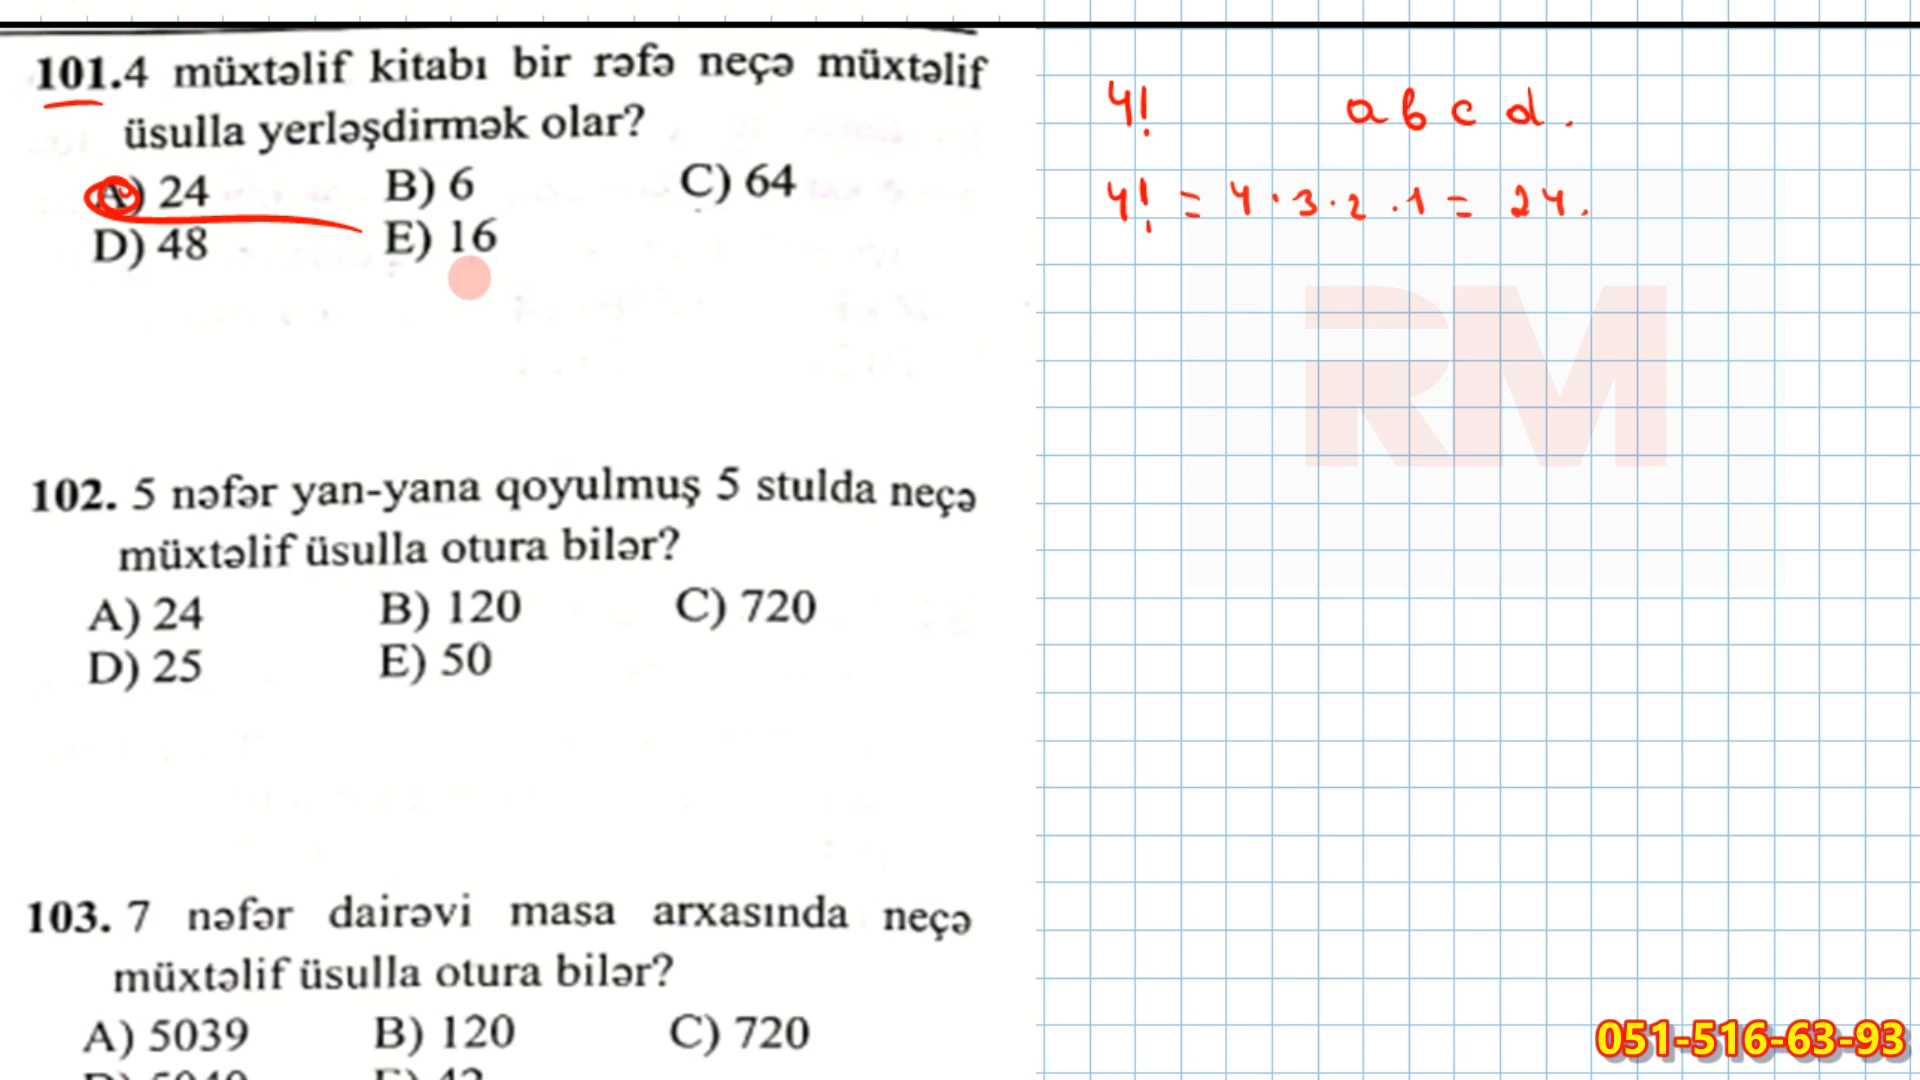 101.4 müxtəlif kitabı bir rəfə neçə müxtəlif
üsulla yerləşdirmək olar?
A) 24 B) 6 C) 64
D) 48 E) 16
102. 5 nəfər yan-yana qoyulmuş 5 stulda neçə
müxtəlif üsulla otura bilər?
A) 24 B) 120 C) 720
D) 25 E) 50
103. 7 nəfər dairəvi masa arxasında neçə
müxtəlif üsulla otura bilər?
A) 5039 B) 120 C) 720
D) 5040 E) 42
4! a b c d.
4! = 4 · 3 · 2 · 1 = 24.
RM
051-516-63-93